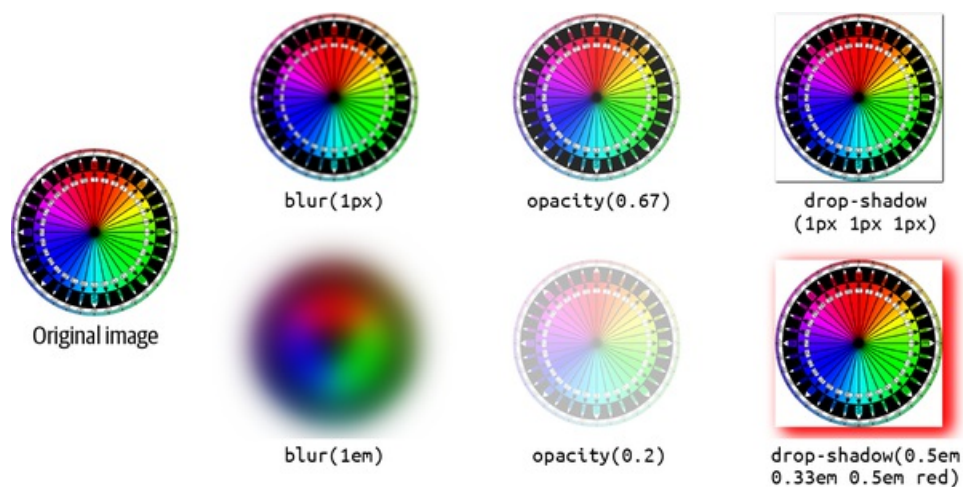 Original image
blur(1px)
opacity(0.67)
drop-shadow
(1px 1px 1px)
blur(1em)
opacity(0.2)
drop-shadow(0.5em
0.33em 0.5em red)